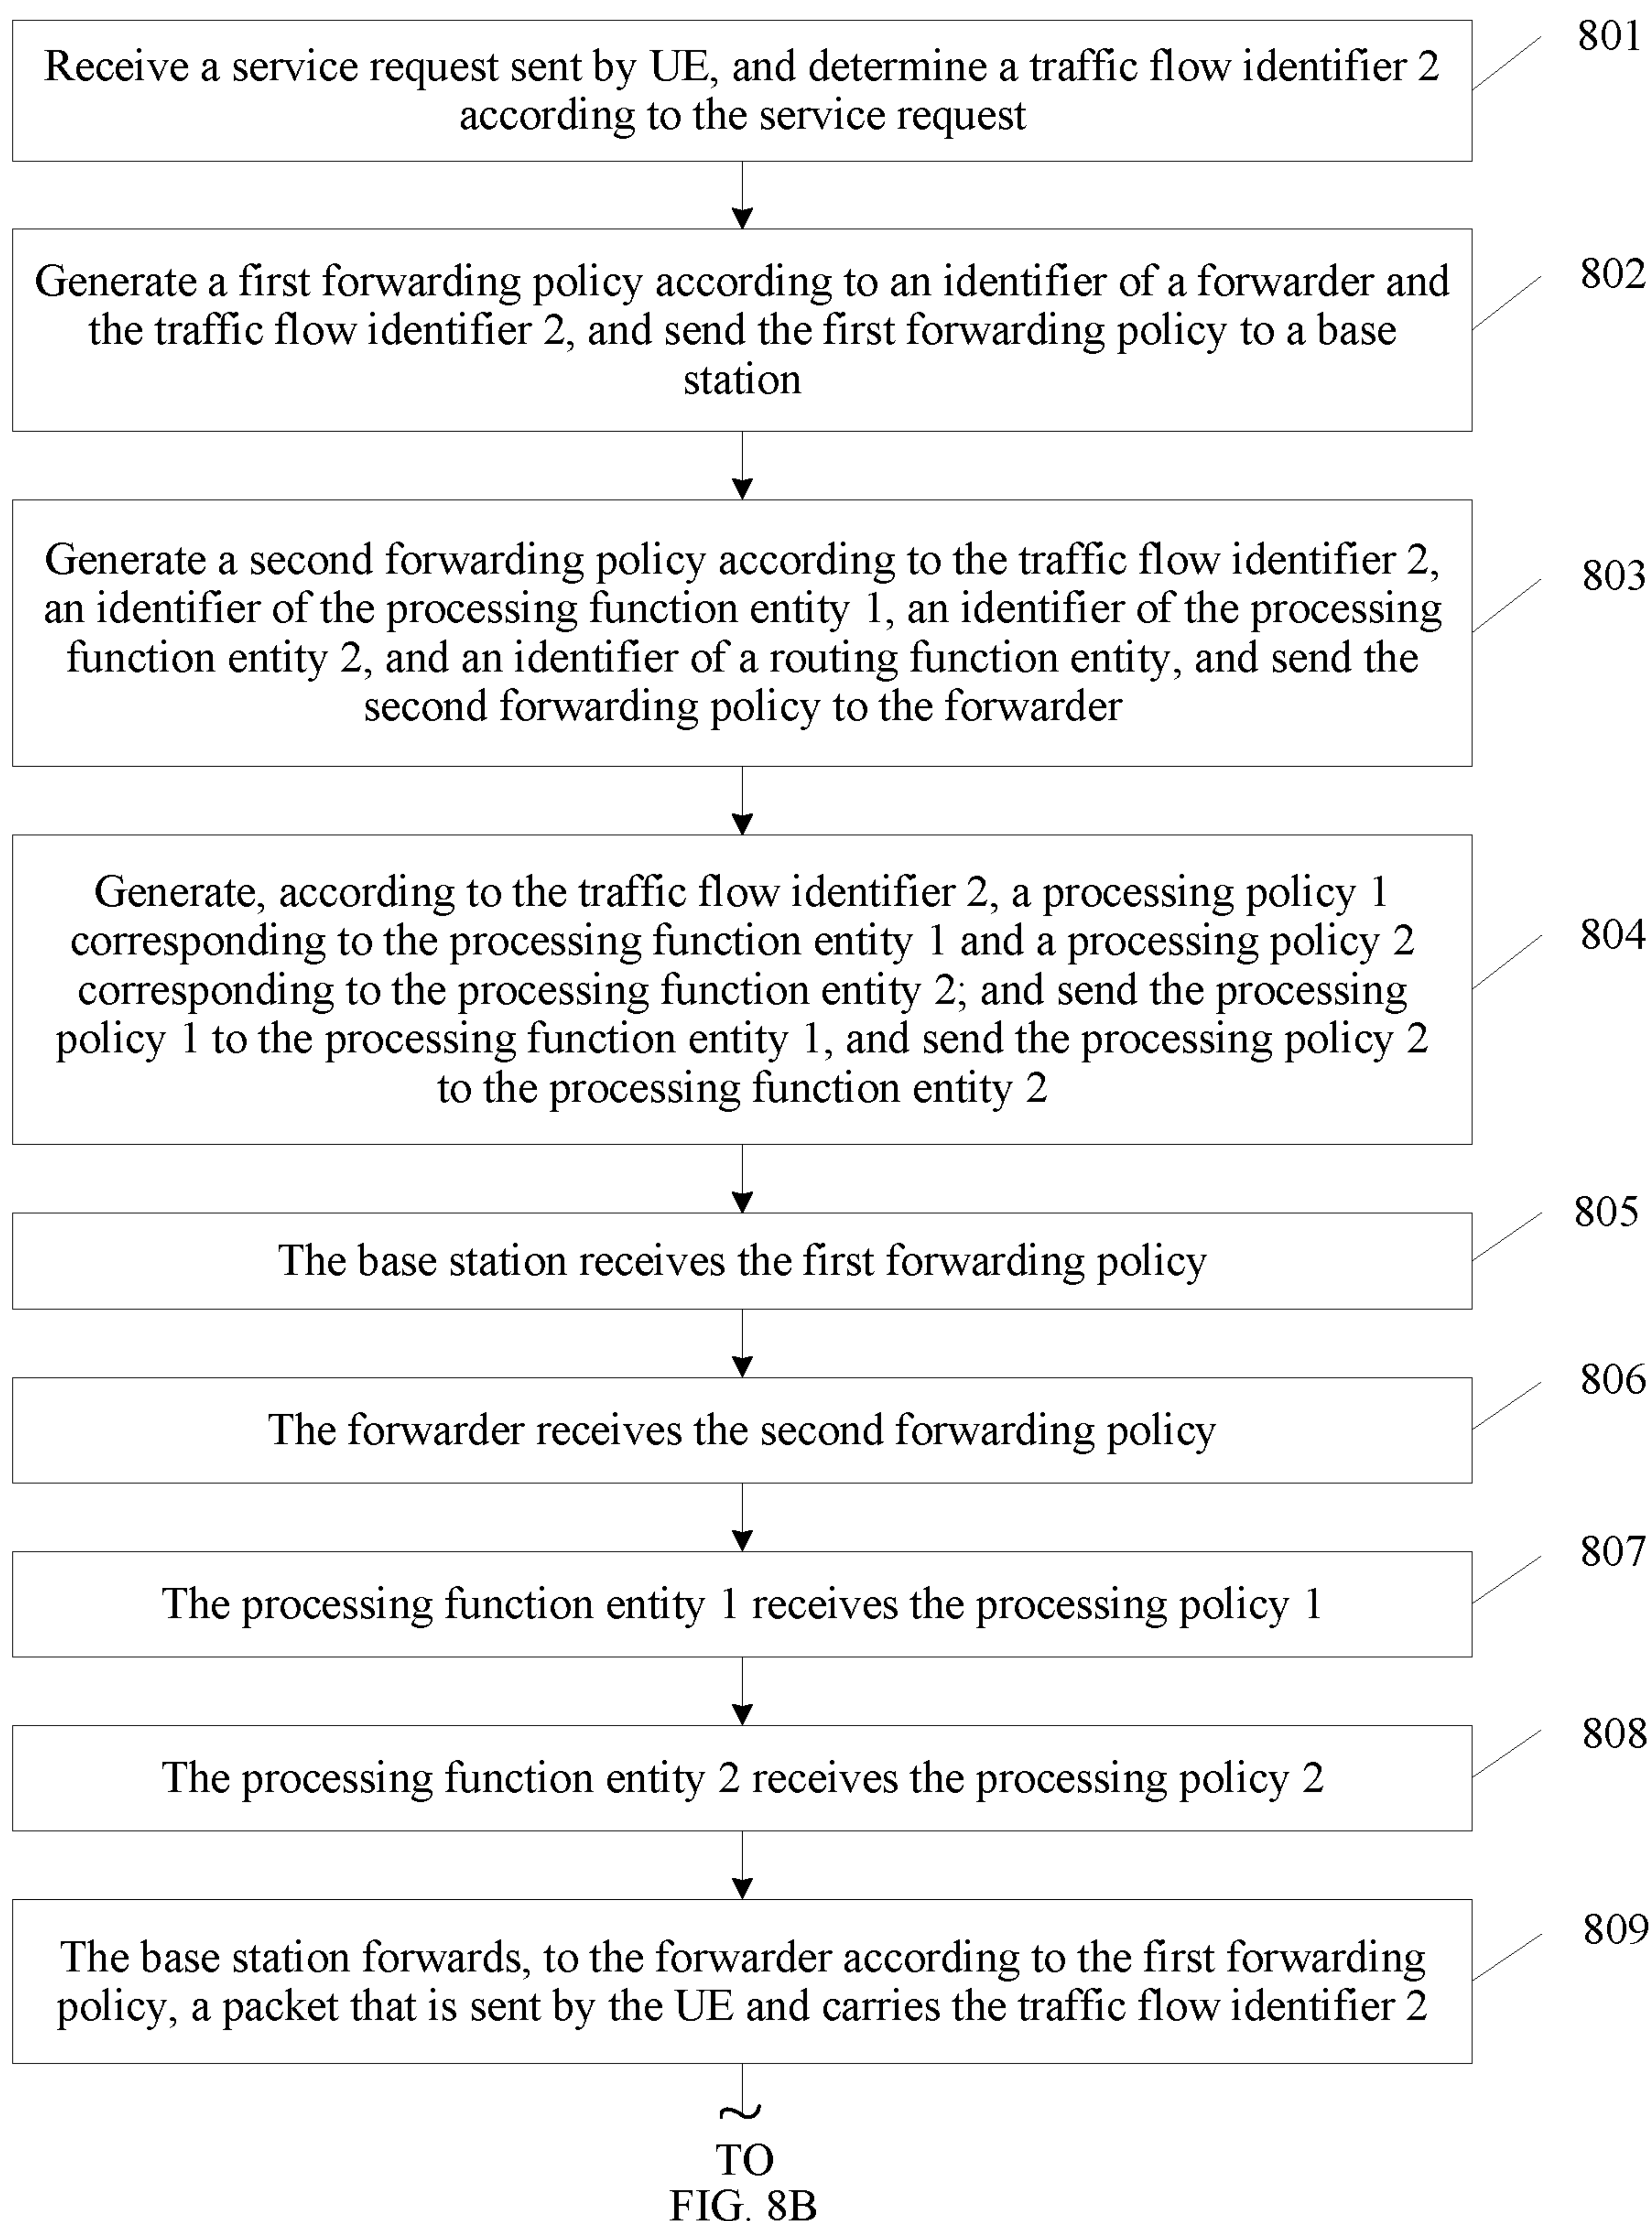 Receive a service request sent by UE, and determine a traffic flow identifier 2
according to the service request
801
Generate a first forwarding policy according to an identifier of a forwarder and
the traffic flow identifier 2, and send the first forwarding policy to a base
station
802
Generate a second forwarding policy according to the traffic flow identifier 2,
an identifier of the processing function entity 1, an identifier of the processing
function entity 2, and an identifier of a routing function entity, and send the
second forwarding policy to the forwarder
803
Generate, according to the traffic flow identifier 2, a processing policy 1
corresponding to the processing function entity 1 and a processing policy 2
corresponding to the processing function entity 2; and send the processing
policy 1 to the processing function entity 1, and send the processing policy 2
to the processing function entity 2
804
The base station receives the first forwarding policy
805
The forwarder receives the second forwarding policy
806
The processing function entity 1 receives the processing policy 1
807
The processing function entity 2 receives the processing policy 2
808
The base station forwards, to the forwarder according to the first forwarding
policy, a packet that is sent by the UE and carries the traffic flow identifier 2
809
TO
FIG. 8B